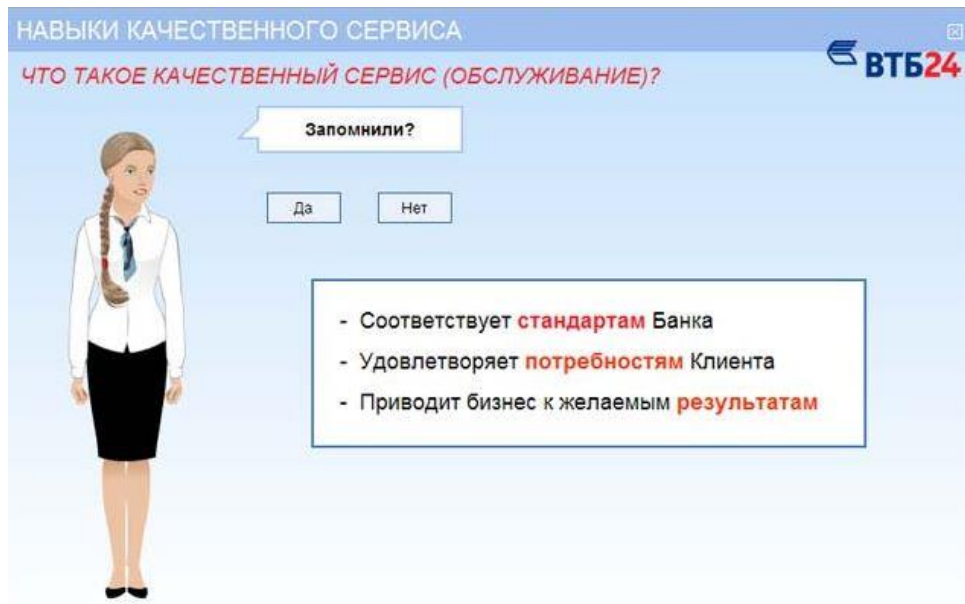 НАВЫКИ КАЧЕСТВЕННОГО СЕРВИСА
ЧТО ТАКОЕ КАЧЕСТВЕННЫЙ СЕРВИС (ОБСЛУЖИВАНИЕ)?
ВТБ24
Запомнили?
Да Нет
- Соответствует стандартам Банка
- Удовлетворяет потребностям Клиента
- Приводит бизнес к желаемым результатам